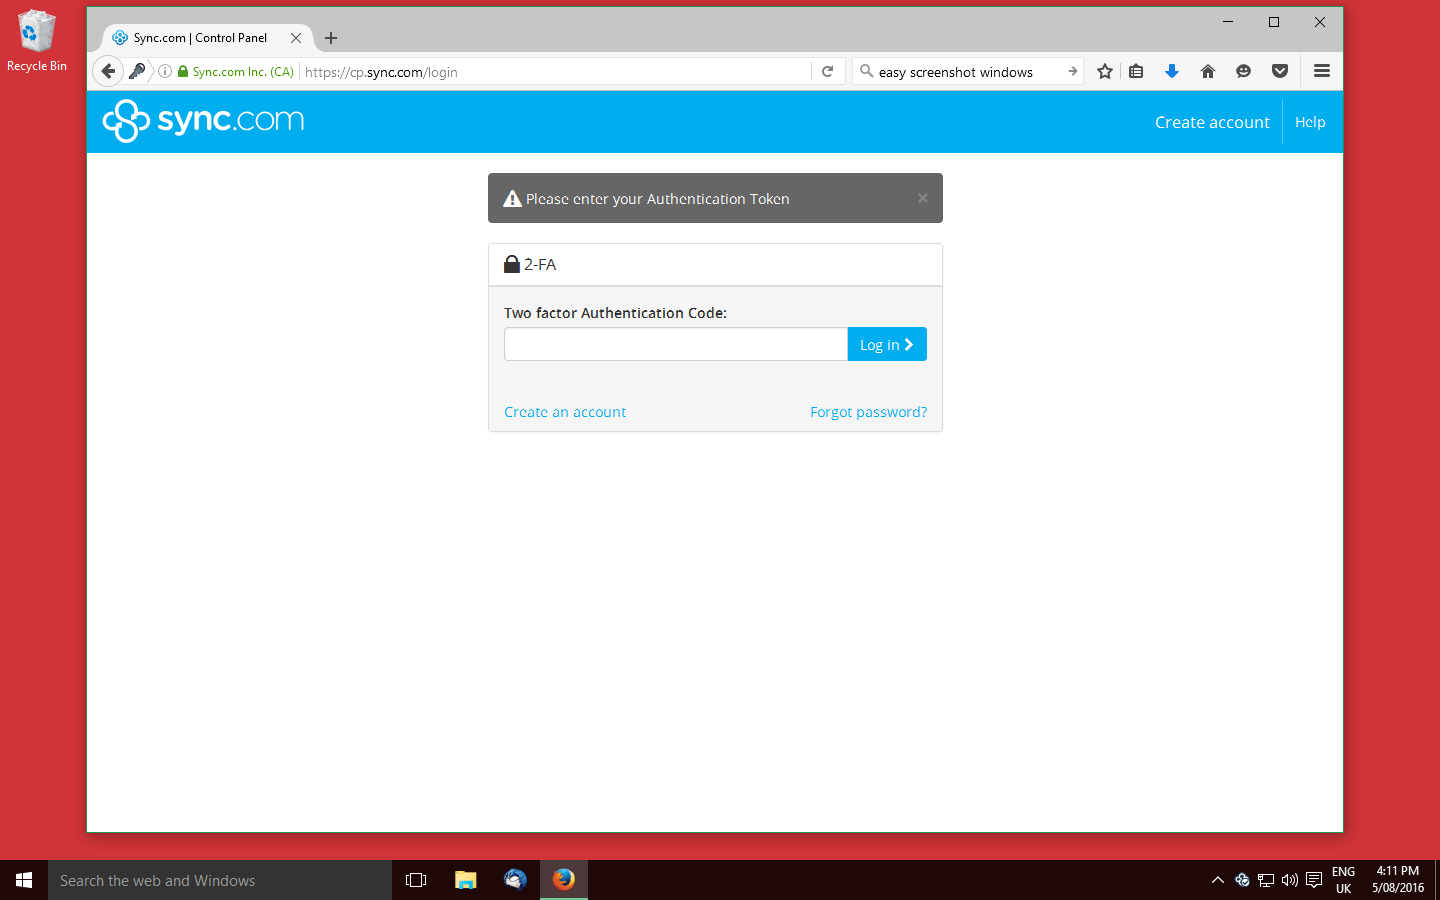 Recycle Bin
Sync.com | Control Panel
Sync.com Inc. (CA)
https://cp.sync.com/login
easy screenshot windows
sync.com
Create account
Help
Please enter your Authentication Token
×
2-FA
Two factor Authentication Code:
Log in
Create an account
Forgot password?
Search the web and Windows
ENG
UK
4:11 PM
5/08/2016